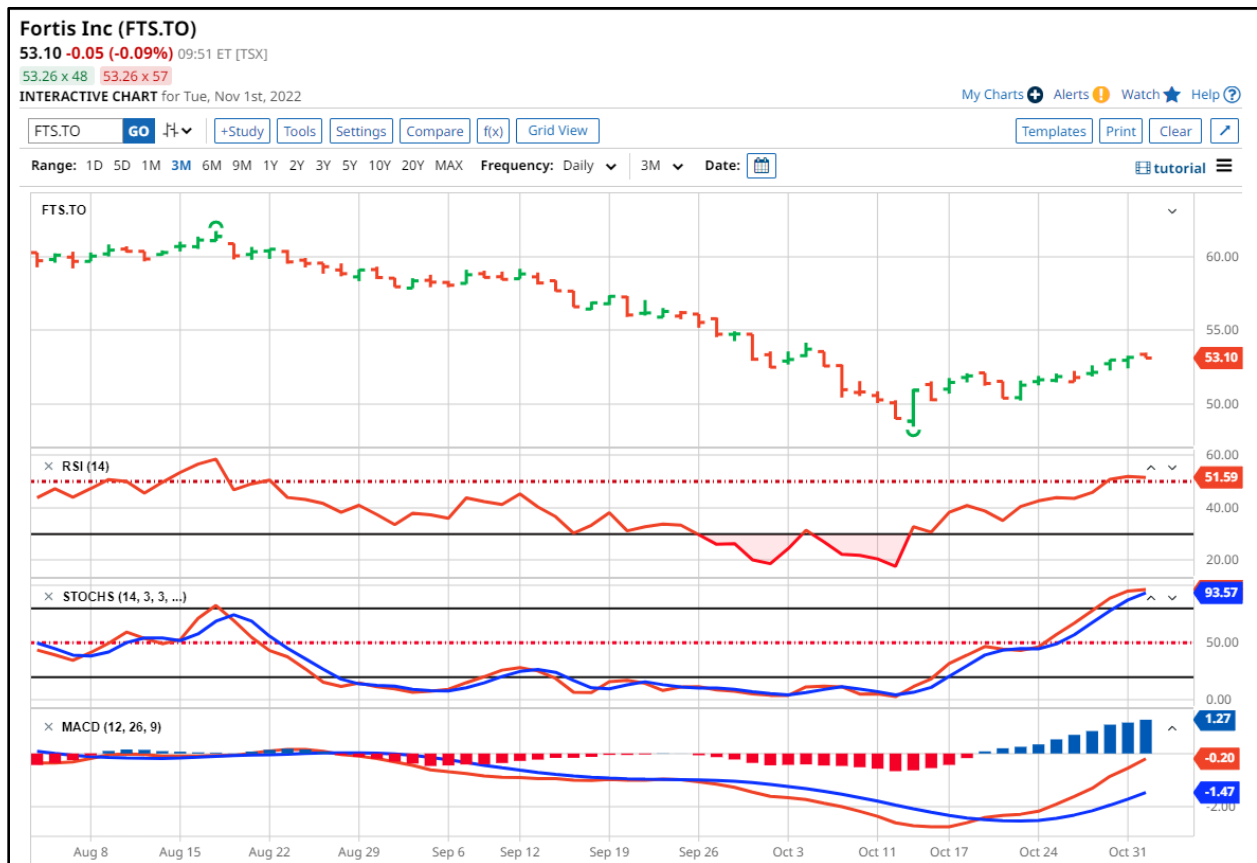 Fortis Inc (FTS.TO)
53.10 -0.05 (-0.09%) 09:51 ET [TSX]
53.26 x 48 53.26 x 57
INTERACTIVE CHART for Tue, Nov 1st, 2022
My Charts Alerts Watch Help
FTS.TO GO +Study Tools Settings Compare f(x) Grid View Templates Print Clear
Range: 1D 5D 1M 3M 6M 9M 1Y 2Y 3Y 5Y 10Y 20Y MAX Frequency: Daily 3M Date: tutorial
FTS.TO
60.00
55.00
53.10
50.00
RSI (14)
60.00
51.59
40.00
20.00
STOCHS (14, 3, 3, ...)
93.57
50.00
0.00
MACD (12, 26, 9)
1.27
-0.20
-1.47
-2.00
Aug 8 Aug 15 Aug 22 Aug 29 Sep 6 Sep 12 Sep 19 Sep 26 Oct 3 Oct 11 Oct 17 Oct 24 Oct 31